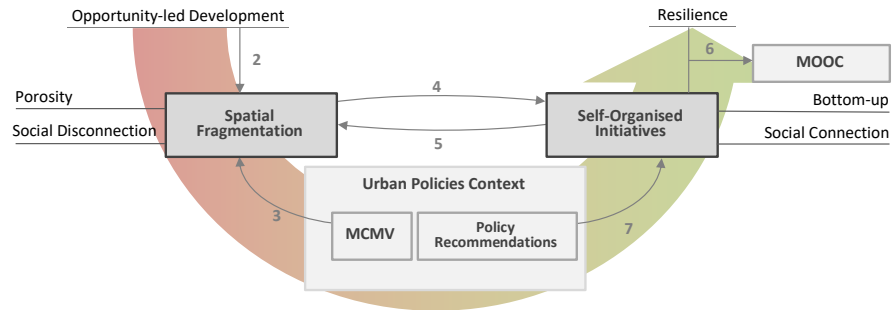 Opportunity-led Development
Resilience
2
6
MOOC
Porosity
4
Bottom-up
Spatial
Fragmentation
Self-Organised
Initiatives
Social Disconnection
5
Social Connection
Urban Policies Context
3
MCMV
Policy
Recommendations
7